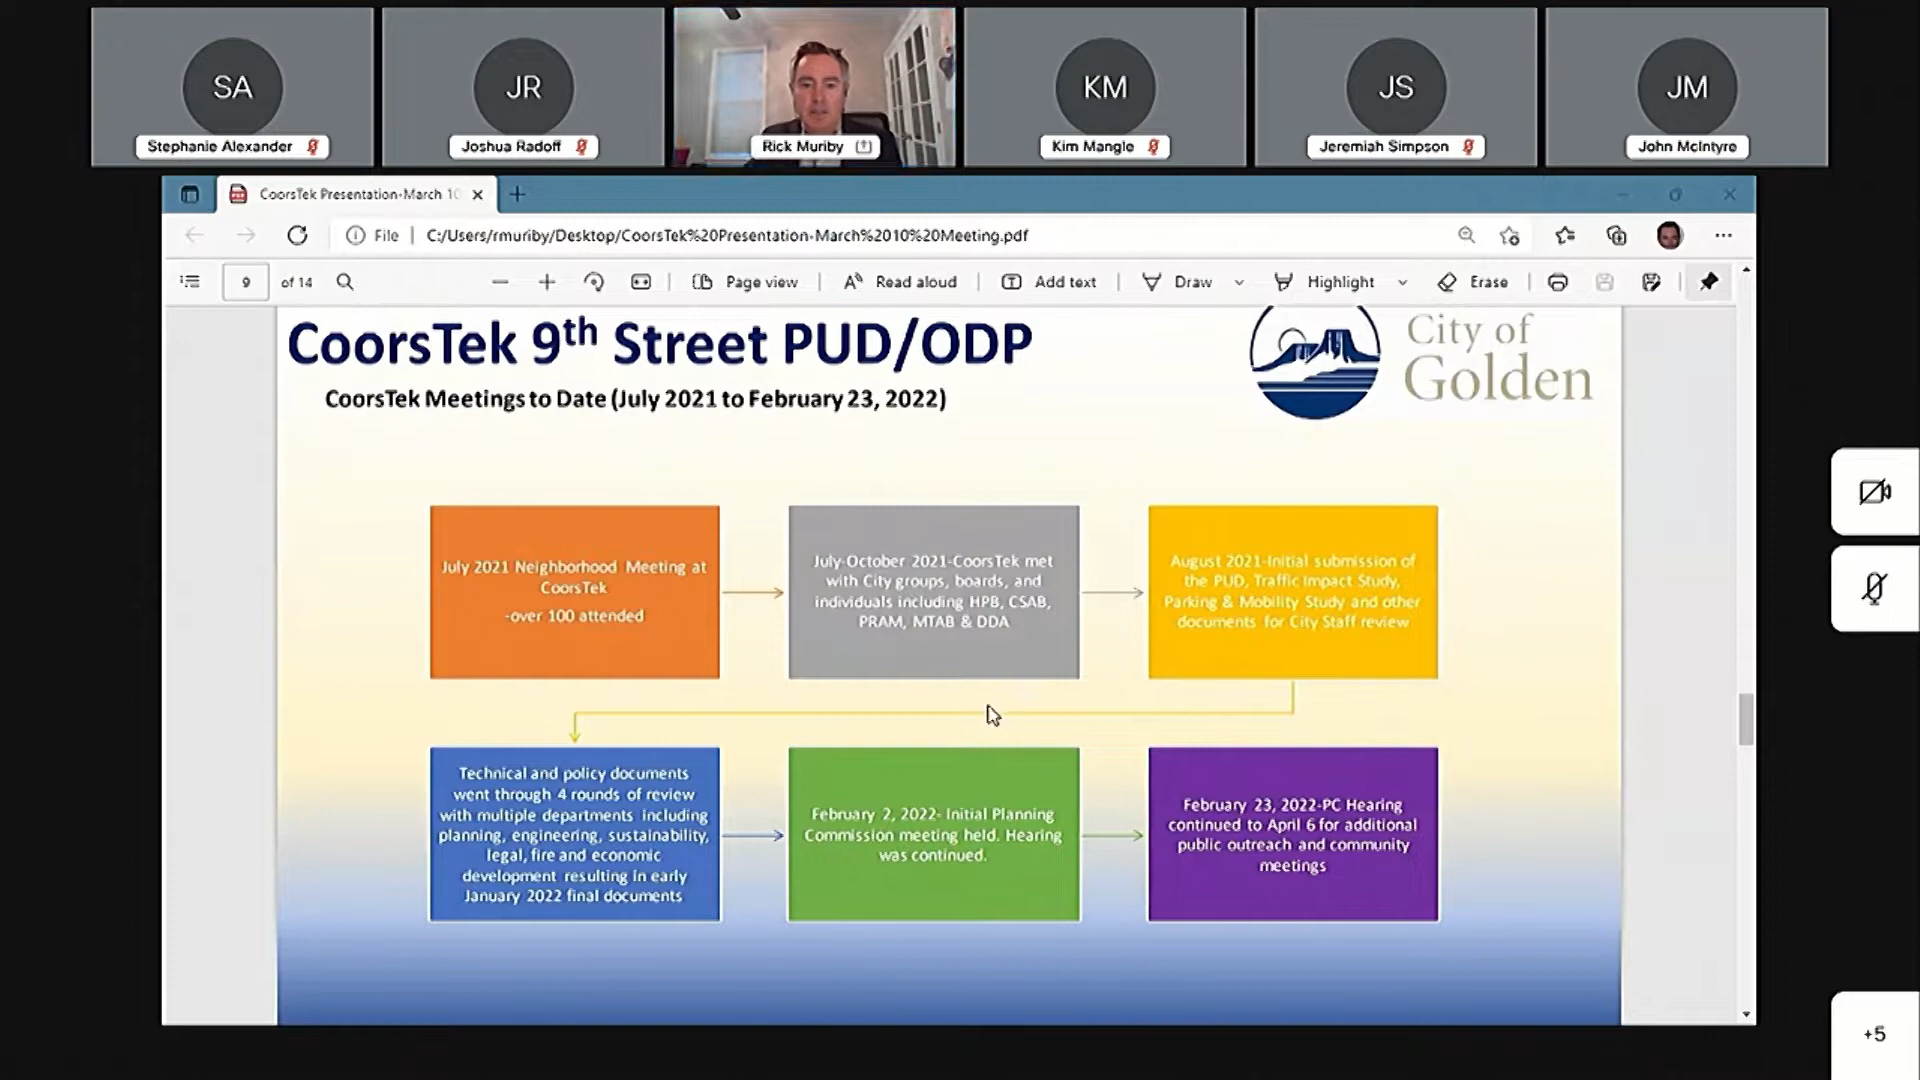 SA
JR
KM
JS
JM
Stephanie Alexander
Joshua Radoff
Rick Muriby
Kim Mangle
Jeremiah Simpson
John McIntyre
CoorsTek Presentation-March 10
File
C:/Users/rmuriby/Desktop/CoorsTek%20Presentation-March%2010%20Meeting.pdf
9 of 14
Page view
Read aloud
Add text
Draw
Highlight
Erase
CoorsTek 9th Street PUD/ODP
CoorsTek Meetings to Date (July 2021 to February 23, 2022)
City of
Golden
July 2021 Neighborhood Meeting at
CoorsTek
-over 100 attended
July-October 2021-CoorsTek met
with City groups, boards, and
individuals including HPB, CSAB,
PRAM, MTAB & DDA
August 2021-Initial submission of
the PUD, Traffic Impact Study,
Parking & Mobility Study and other
documents for City Staff review
Technical and policy documents
went through 4 rounds of review
with multiple departments including
planning, engineering, sustainability,
legal, fire and economic
development resulting in early
January 2022 final documents
February 2, 2022- Initial Planning
Commission meeting held. Hearing
was continued.
February 23, 2022-PC Hearing
continued to April 6 for additional
public outreach and community
meetings
+5